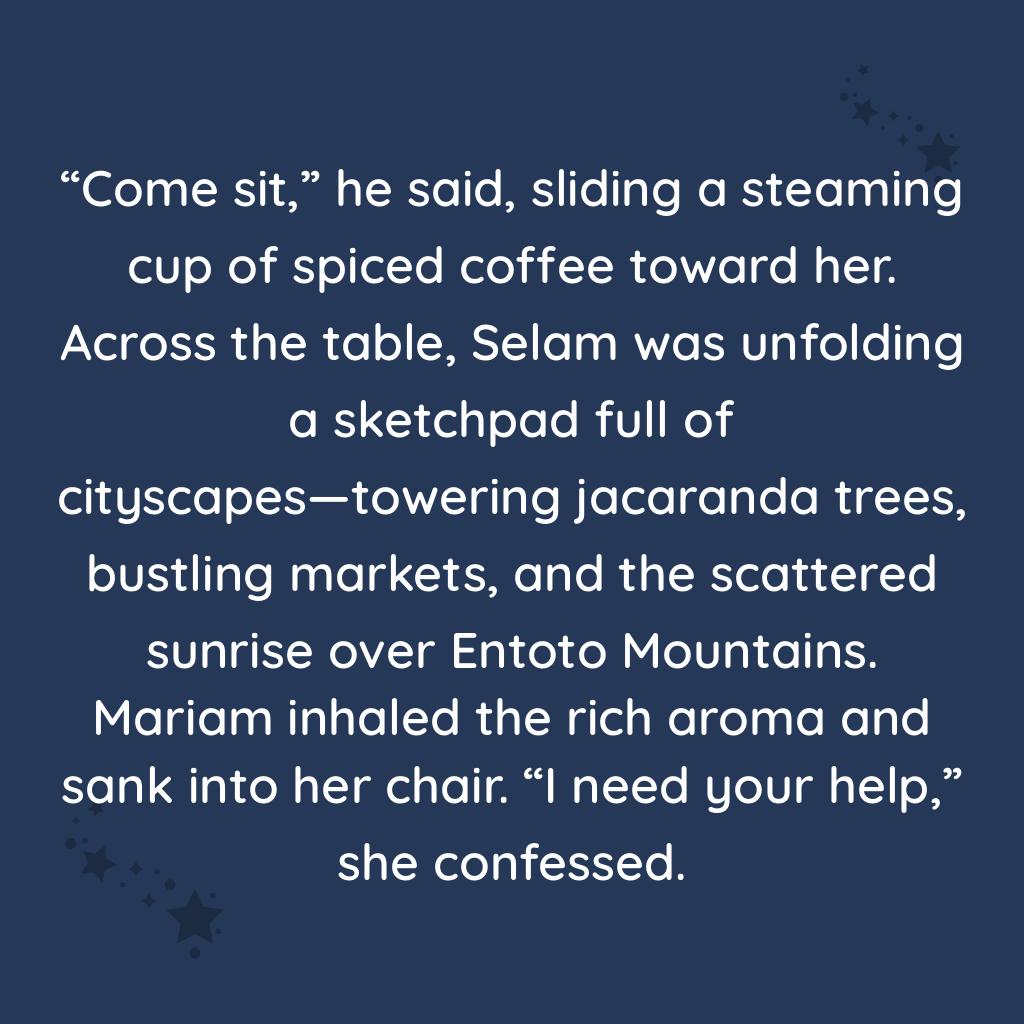 “Come sit,” he said, sliding a steaming
cup of spiced coffee toward her.
Across the table, Selam was unfolding
a sketchpad full of
cityscapes—towering jacaranda trees,
bustling markets, and the scattered
sunrise over Entoto Mountains.
Mariam inhaled the rich aroma and
sank into her chair. “I need your help,”
she confessed.